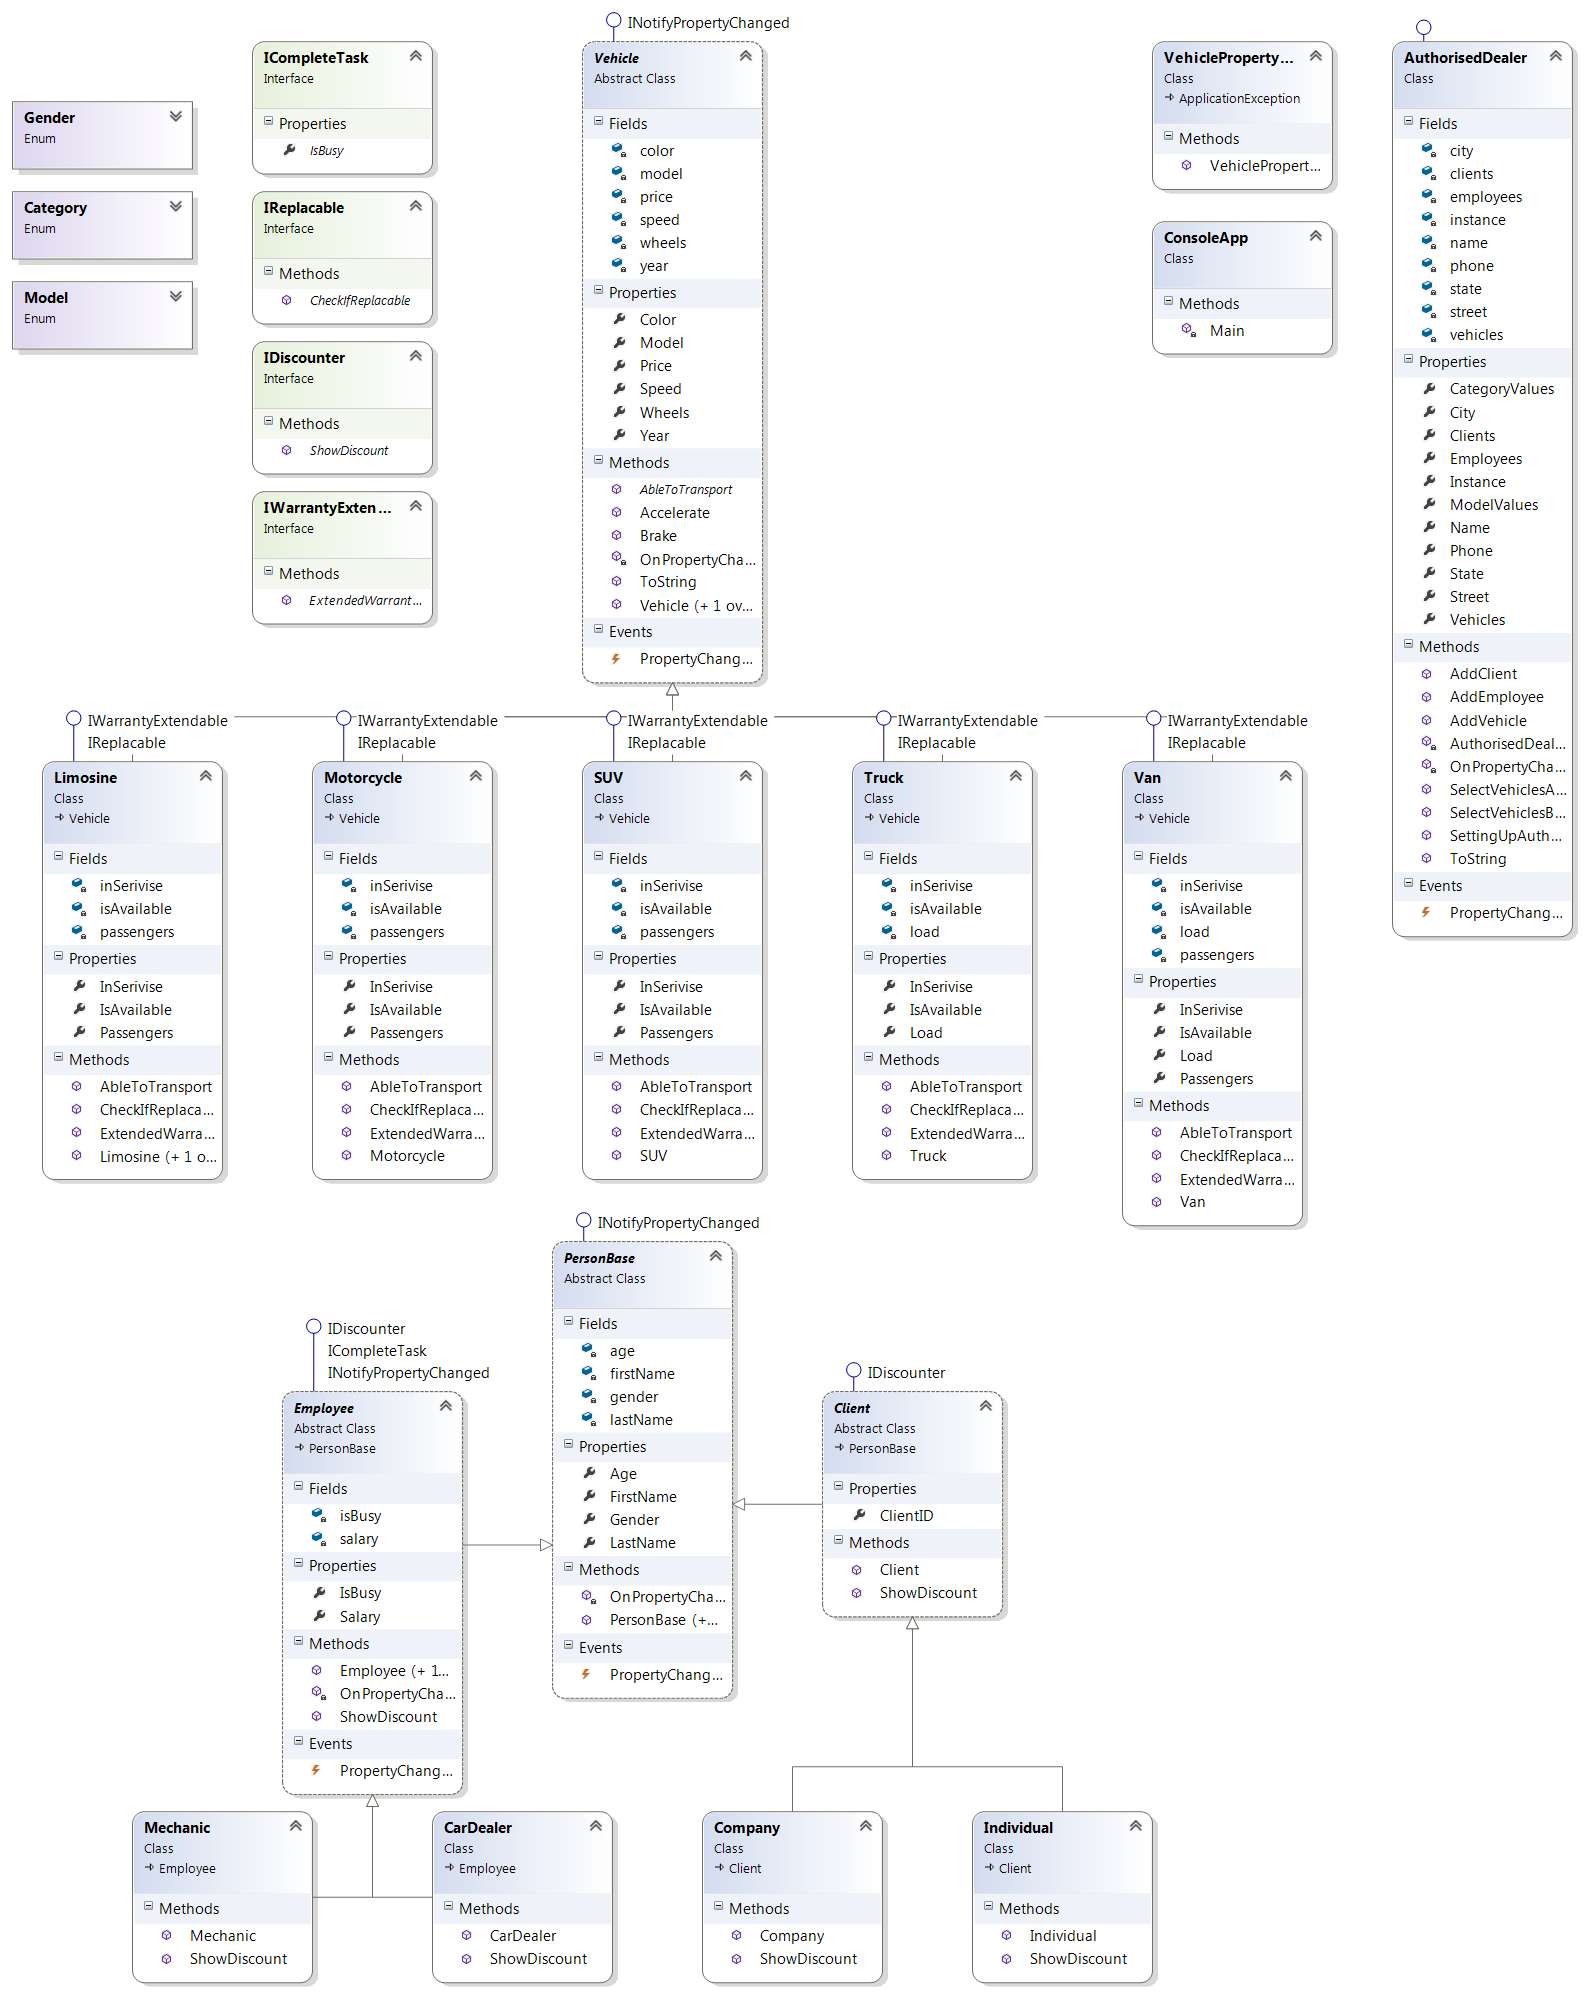 Gender
Enum
Category
Enum
Model
Enum
ICompleteTask
Interface
Properties
IsBusy
IReplacable
Interface
Methods
CheckIfReplacable
IDiscounter
Interface
Methods
ShowDiscount
IWarrantyExten...
Interface
Methods
ExtendedWarrant...
INotifyPropertyChanged
Vehicle
Abstract Class
Fields
color
model
price
speed
wheels
year
Properties
Color
Model
Price
Speed
Wheels
Year
Methods
AbleToTransport
Accelerate
Brake
OnPropertyCha...
ToString
Vehicle (+ 1 ov...
Events
PropertyChang...
VehicleProperty...
Class
ApplicationException
Methods
VehiclePropert...
ConsoleApp
Class
Methods
Main
AuthorisedDealer
Class
Fields
city
clients
employees
instance
name
phone
state
street
vehicles
Properties
CategoryValues
City
Clients
Employees
Instance
ModelValues
Name
Phone
State
Street
Vehicles
Methods
AddClient
AddEmployee
AddVehicle
AuthorisedDeal...
OnPropertyCha...
SelectVehiclesA...
SelectVehiclesB...
SettingUpAuth...
ToString
Events
PropertyChang...
IWarrantyExtendable
IReplacable
Limosine
Class
Vehicle
Fields
inSerivise
isAvailable
passengers
Properties
InSerivise
IsAvailable
Passengers
Methods
AbleToTransport
CheckIfReplaca...
ExtendedWarra...
Limosine (+ 1 o...
IWarrantyExtendable
IReplacable
Motorcycle
Class
Vehicle
Fields
inSerivise
isAvailable
passengers
Properties
InSerivise
IsAvailable
Passengers
Methods
AbleToTransport
CheckIfReplaca...
ExtendedWarra...
Motorcycle
IWarrantyExtendable
IReplacable
SUV
Class
Vehicle
Fields
inSerivise
isAvailable
passengers
Properties
InSerivise
IsAvailable
Passengers
Methods
AbleToTransport
CheckIfReplaca...
ExtendedWarra...
SUV
IWarrantyExtendable
IReplacable
Truck
Class
Vehicle
Fields
inSerivise
isAvailable
load
Properties
InSerivise
IsAvailable
Load
Methods
AbleToTransport
CheckIfReplaca...
ExtendedWarra...
Truck
IWarrantyExtendable
IReplacable
Van
Class
Vehicle
Fields
inSerivise
isAvailable
load
passengers
Properties
InSerivise
IsAvailable
Load
Passengers
Methods
AbleToTransport
CheckIfReplaca...
ExtendedWarra...
Van
INotifyPropertyChanged
PersonBase
Abstract Class
Fields
age
firstName
gender
lastName
Properties
Age
FirstName
Gender
LastName
Methods
OnPropertyCha...
PersonBase (+...
Events
PropertyChang...
IDiscounter
ICompleteTask
INotifyPropertyChanged
Employee
Abstract Class
PersonBase
Fields
isBusy
salary
Properties
IsBusy
Salary
Methods
Employee (+ 1...
OnPropertyCha...
ShowDiscount
Events
PropertyChang...
IDiscounter
Client
Abstract Class
PersonBase
Properties
ClientID
Methods
Client
ShowDiscount
Mechanic
Class
Employee
Methods
Mechanic
ShowDiscount
CarDealer
Class
Employee
Methods
CarDealer
ShowDiscount
Company
Class
Client
Methods
Company
ShowDiscount
Individual
Class
Client
Methods
Individual
ShowDiscount